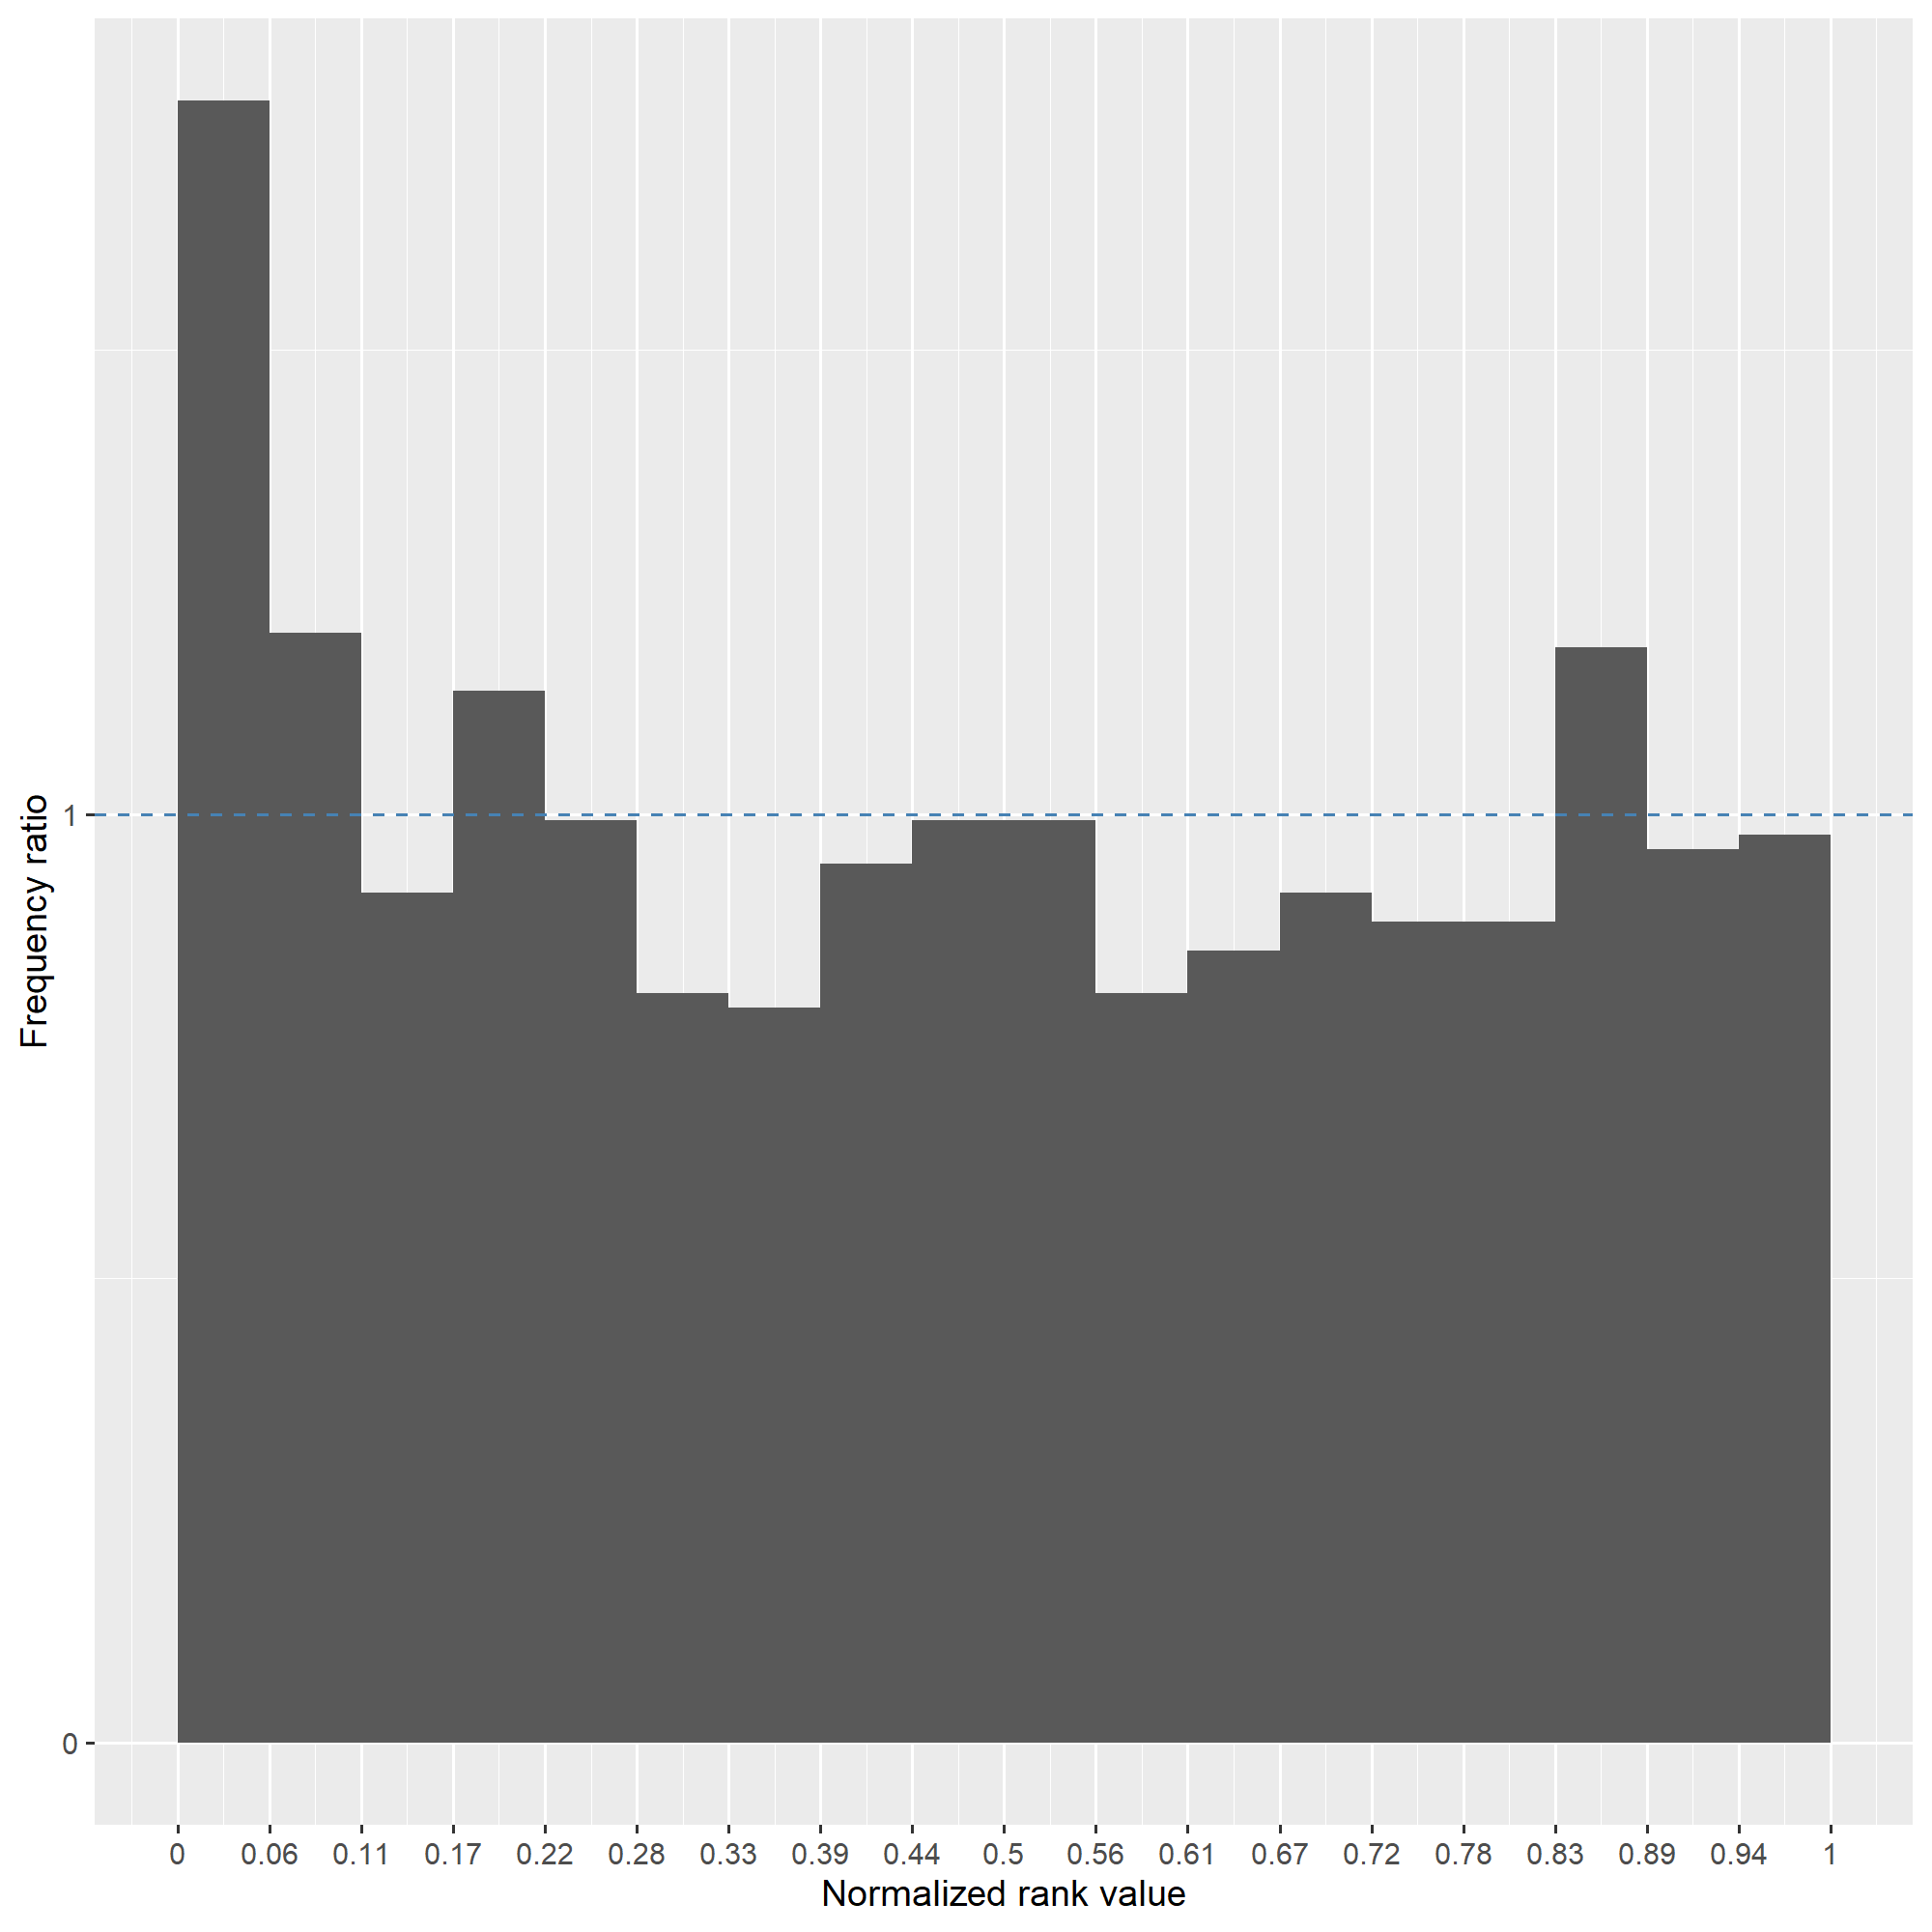 Frequency ratio
1
0
0 0.06 0.11 0.17 0.22 0.28 0.33 0.39 0.44 0.5 0.56 0.61 0.67 0.72 0.78 0.83 0.89 0.94 1
Normalized rank value